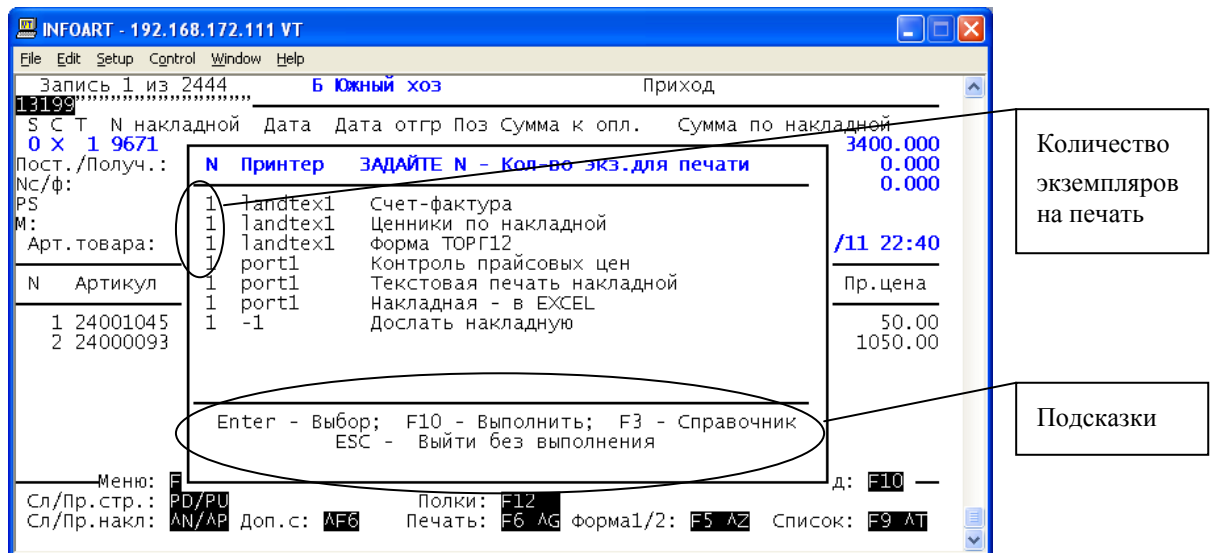 INFOART - 192.168.172.111 VT
File Edit Setup Control Window Help
Запись 1 из 2444 Б Южный хоз Приход
13199"""""""""""""""""""""
S С Т N накладной Дата Дата отгр Поз Сумма к опл. Сумма по накладной
0 X 1 9671 3400.000
Пост./Получ.: 0.000
Nс/ф: 0.000
PS
М:
Арт.товара: /11 22:40
N Артикул Пр.цена
1 24001045 50.00
2 24000093 1050.00
N Принтер ЗАДАЙТЕ N - Кол-во экз.для печати
1 landtex1 Счет-фактура
1 landtex1 Ценники по накладной
1 landtex1 Форма ТОРГ12
1 port1 Контроль прайсовых цен
1 port1 Текстовая печать накладной
1 port1 Накладная - в EXCEL
1 -1 Дослать накладную
Enter - Выбор; F10 - Выполнить; F3 - Справочник
ESC - Выйти без выполнения
Меню: F д: F10
Сл/Пр.стр.: PD/PU Полки: F12
Сл/Пр.накл: ^N/^P Доп.с: ^F6 Печать: F6 ^G Форма1/2: F5 ^Z Список: F9 ^T
Количество
экземпляров
на печать
Подсказки